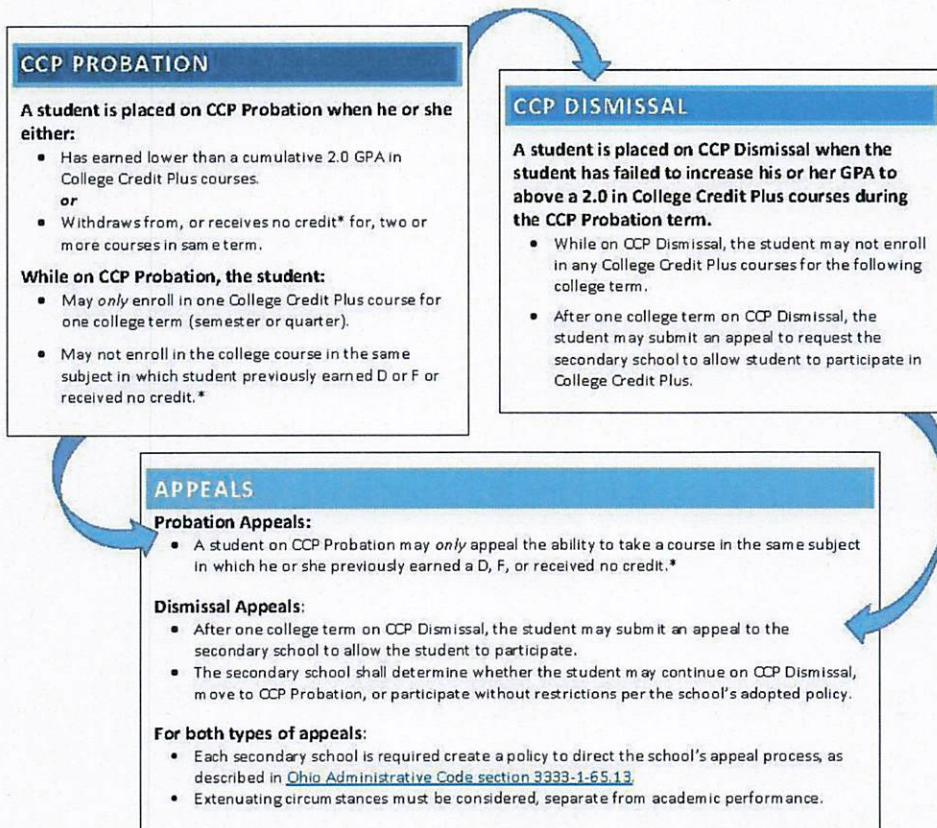 CCP PROBATION
A student is placed on CCP Probation when he or she
either:
• Has earned lower than a cumulative 2.0 GPA in
College Credit Plus courses.
or
• Withdraws from, or receives no credit* for, two or
more courses in same term.
While on CCP Probation, the student:
• May only enroll in one College Credit Plus course for
one college term (semester or quarter).
• May not enroll in the college course in the same
subject in which student previously earned D or F or
received no credit.*
CCP DISMISSAL
A student is placed on CCP Dismissal when the
student has failed to increase his or her GPA to
above a 2.0 in College Credit Plus courses during
the CCP Probation term.
• While on CCP Dismissal, the student may not enroll
in any College Credit Plus courses for the following
college term.
• After one college term on CCP Dismissal, the
student may submit an appeal to request the
secondary school to allow student to participate in
College Credit Plus.
APPEALS
Probation Appeals:
• A student on CCP Probation may only appeal the ability to take a course in the same subject
in which he or she previously earned a D, F, or received no credit.*
Dismissal Appeals:
• After one college term on CCP Dismissal, the student may submit an appeal to the
secondary school to allow the student to participate.
• The secondary school shall determine whether the student may continue on CCP Dismissal,
move to CCP Probation, or participate without restrictions per the school's adopted policy.
For both types of appeals:
• Each secondary school is required create a policy to direct the school's appeal process, as
described in Ohio Administrative Code section 3333-1-65.13.
• Extenuating circumstances must be considered, separate from academic performance.